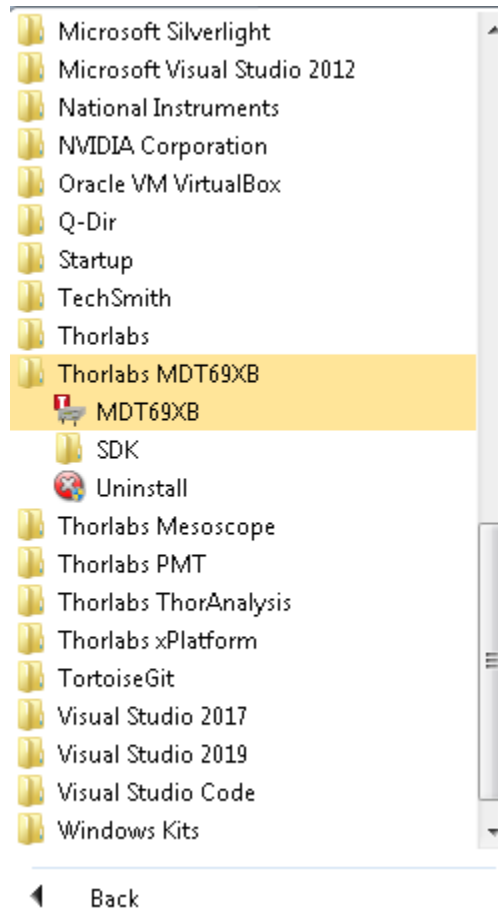 Microsoft Silverlight
Microsoft Visual Studio 2012
National Instruments
NVIDIA Corporation
Oracle VM VirtualBox
Q-Dir
Startup
TechSmith
Thorlabs
Thorlabs MDT69XB
MDT69XB
SDK
Uninstall
Thorlabs Mesoscope
Thorlabs PMT
Thorlabs ThorAnalysis
Thorlabs xPlatform
TortoiseGit
Visual Studio 2017
Visual Studio 2019
Visual Studio Code
Windows Kits
Back